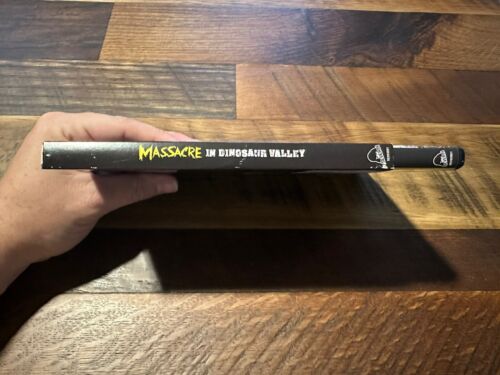 MASSACRE IN DINOSAUR VALLEY